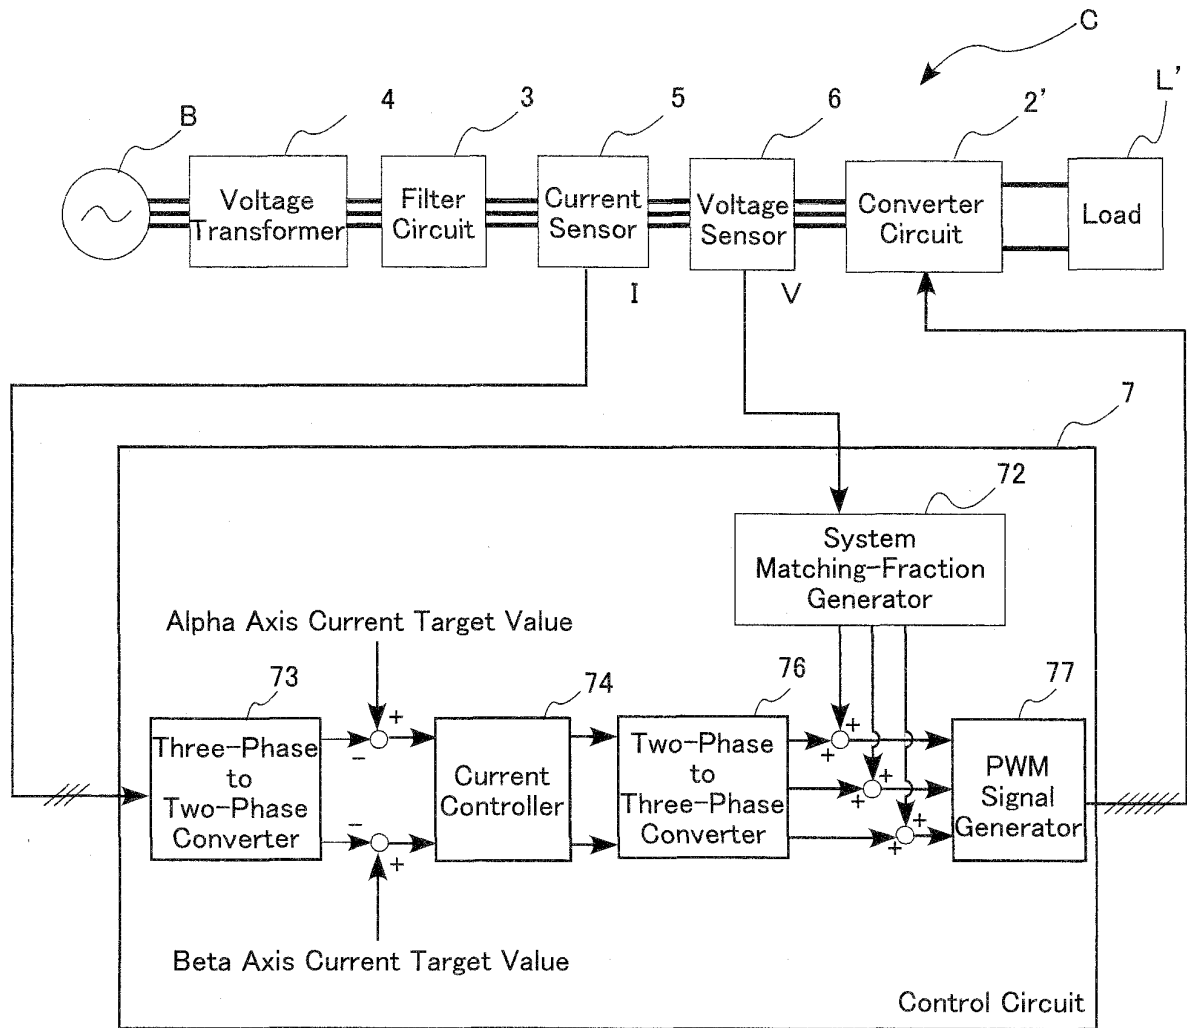 C
B
4
3
5
6
2'
L'
Voltage
Transformer
Filter
Circuit
Current
Sensor
Voltage
Sensor
Converter
Circuit
Load
I
V
7
72
System
Matching-Fraction
Generator
Alpha Axis Current Target Value
73
74
76
77
Three-Phase
to
Two-Phase
Converter
+
-
-
+
Current
Controller
Two-Phase
to
Three-Phase
Converter
+
+
+
+
+
+
PWM
Signal
Generator
Beta Axis Current Target Value
Control Circuit